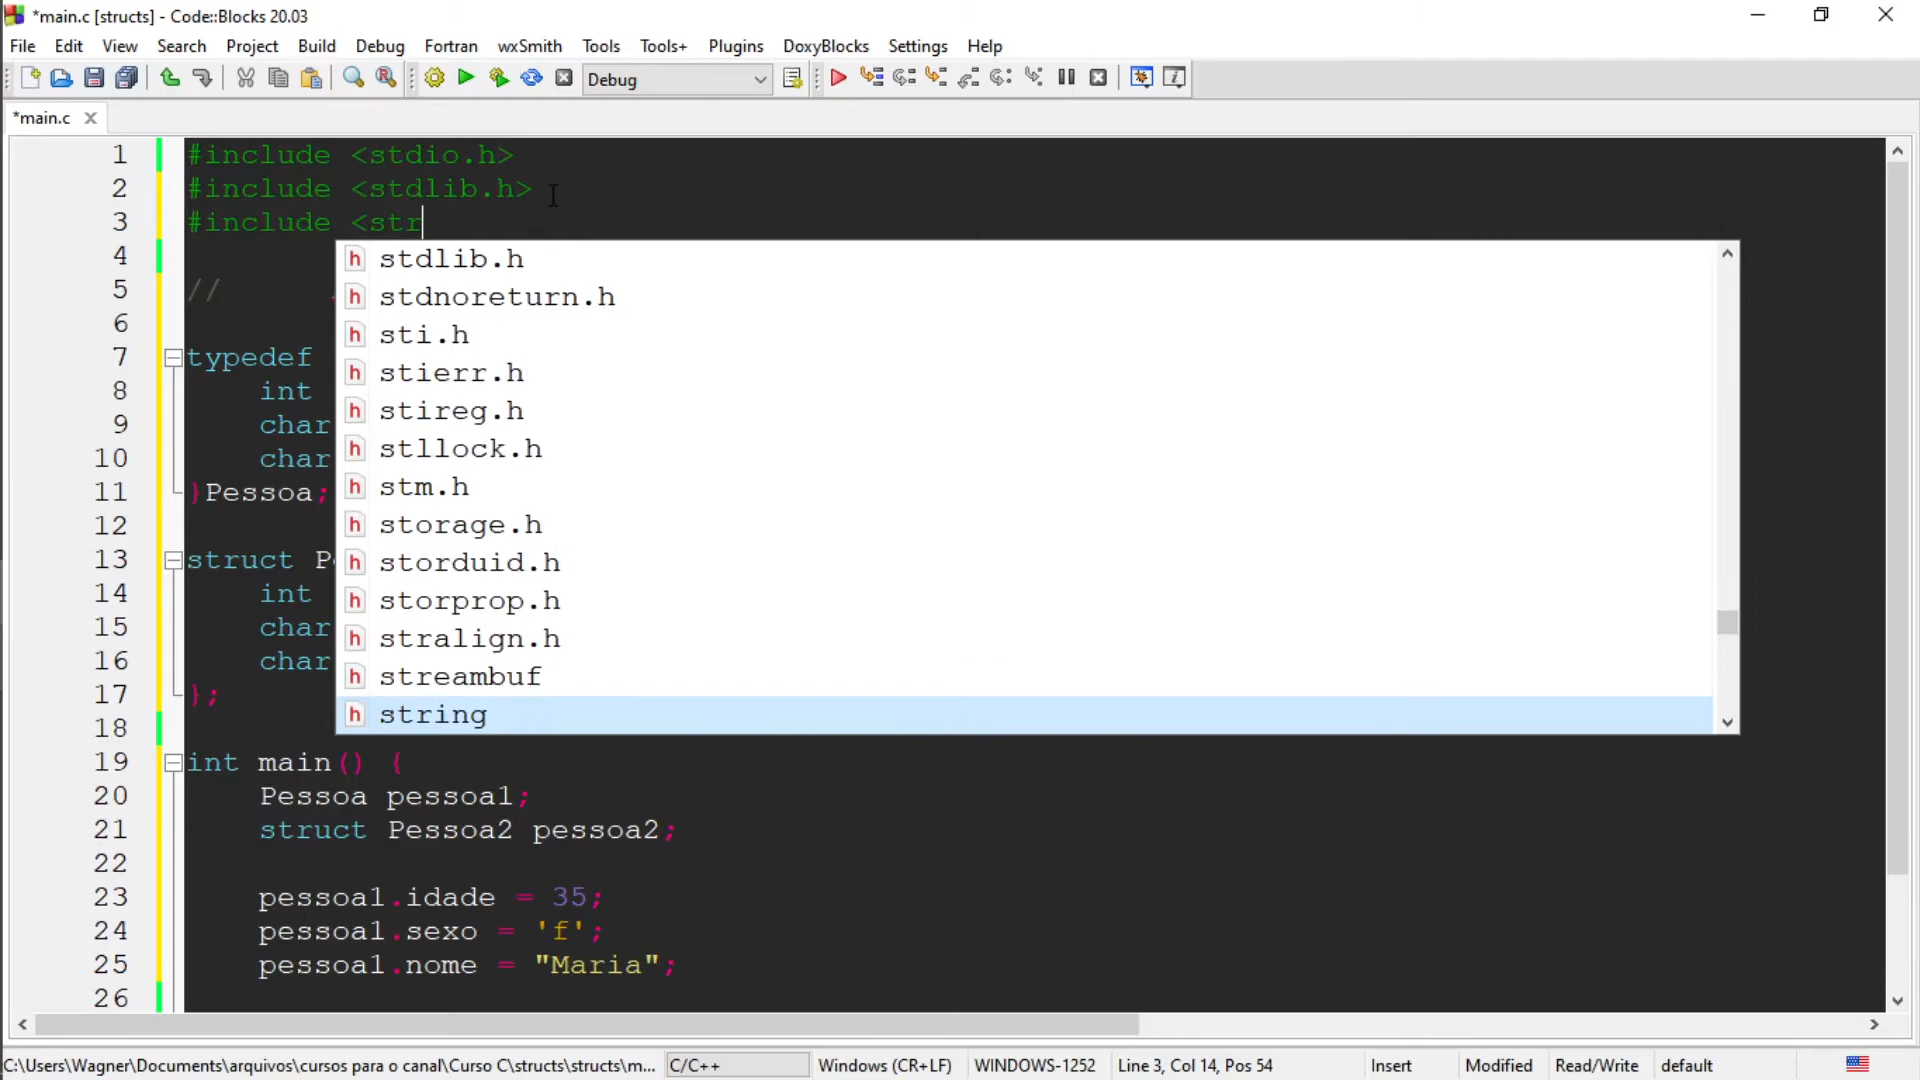 *main.c [structs] - Code::Blocks 20.03
File Edit View Search Project Build Debug Fortran wxSmith Tools Tools+ Plugins DoxyBlocks Settings Help
Debug
*main.c
1 #include <stdio.h>
2 #include <stdlib.h>
3 #include <str
4
stdlib.h
5 //
stdnoreturn.h
6
sti.h
7 typedef
stierr.h
8 int
stireg.h
9 char
stllock.h
10 char
stm.h
11 }Pessoa;
storage.h
12
storduid.h
13 struct
storprop.h
14 int
stralign.h
15 char
streambuf
16 char
string
17 };
18
19 int main() {
20 Pessoa pessoa1;
21 struct Pessoa2 pessoa2;
22
23 pessoa1.idade = 35;
24 pessoa1.sexo = 'f';
25 pessoa1.nome = "Maria";
26
C:\Users\Wagner\Documents\arquivos\cursos para o canal\Curso C\structs\structs\m... C/C++ Windows (CR+LF) WINDOWS-1252 Line 3, Col 14, Pos 54 Insert Modified Read/Write default